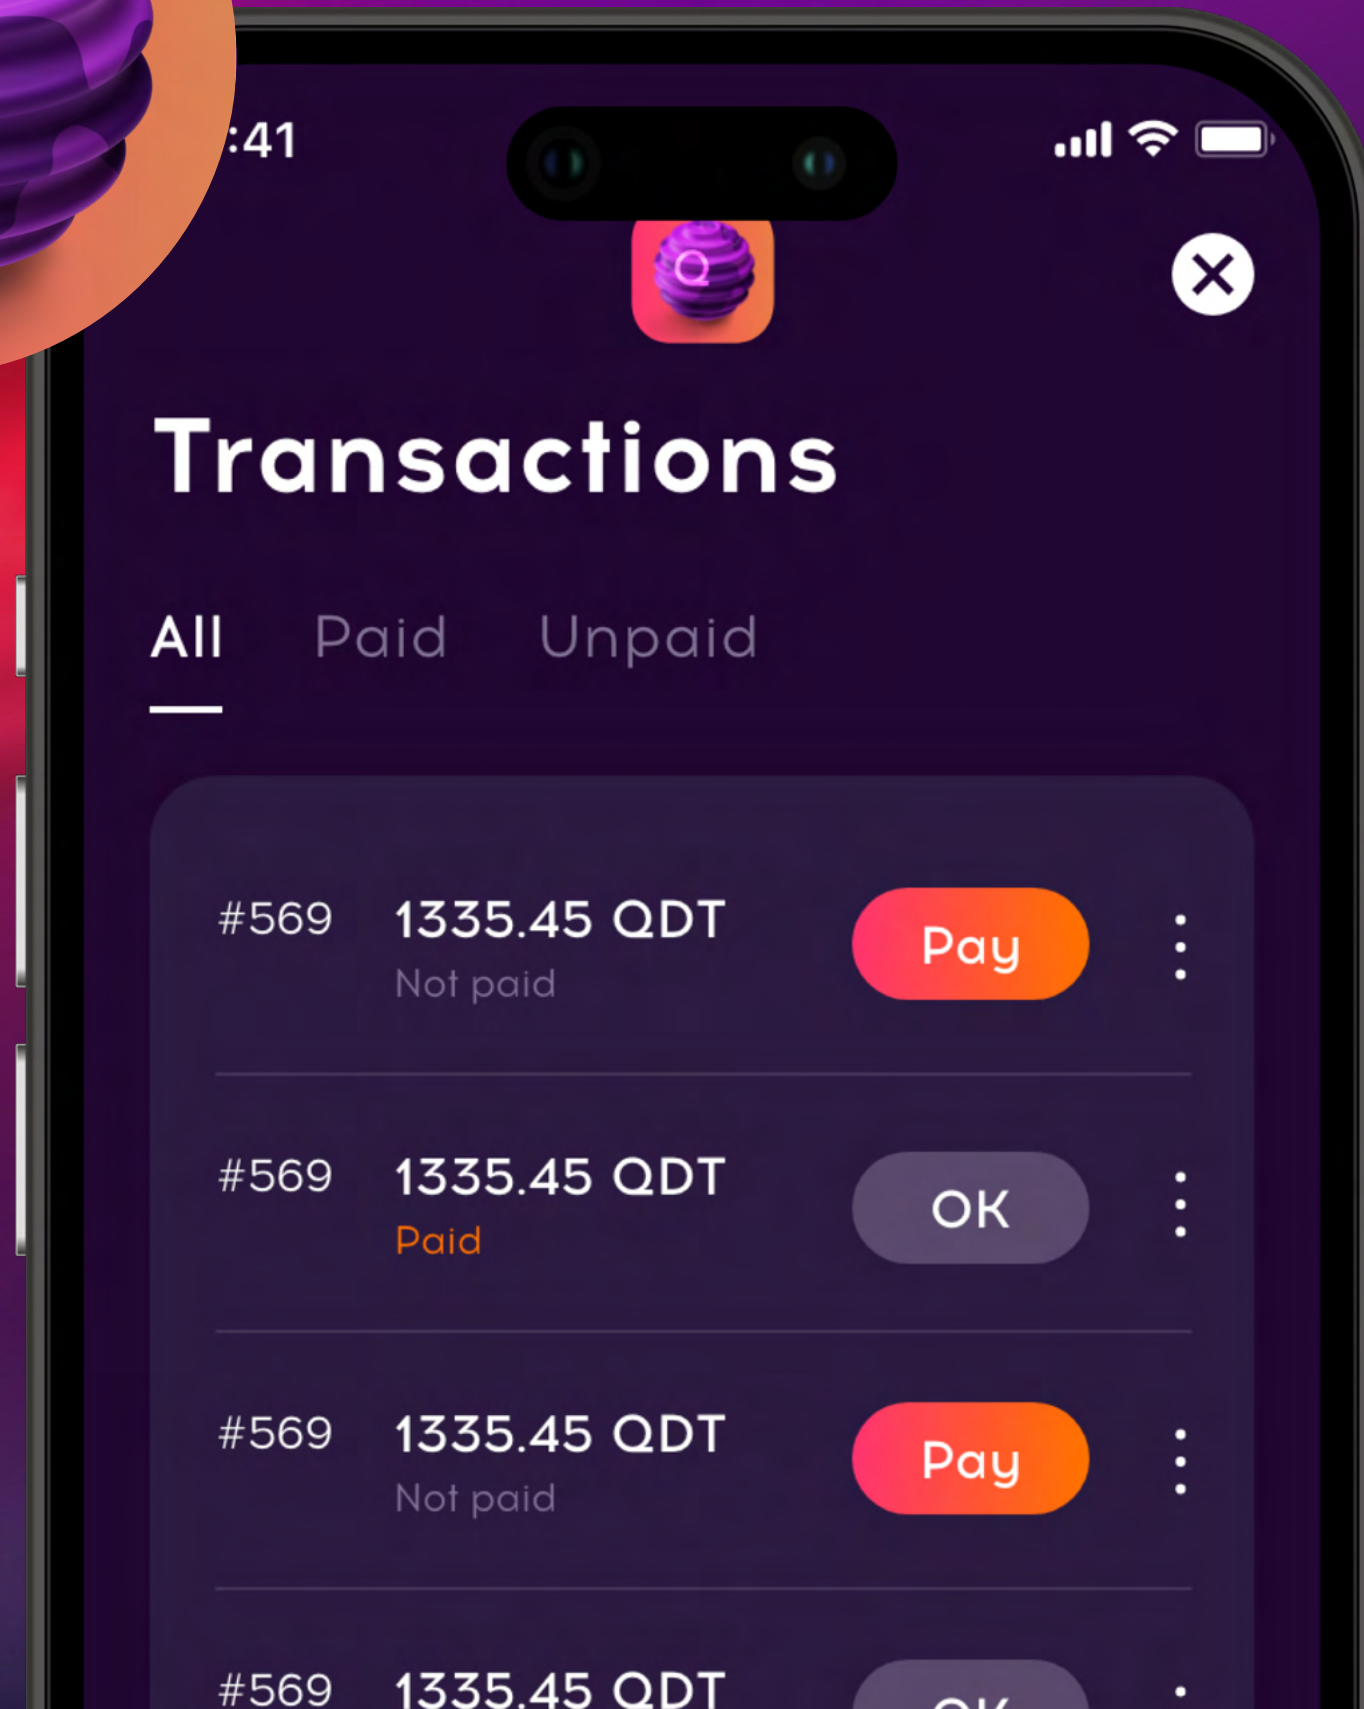 :41
Q
Transactions
All Paid Unpaid
#569 1335.45 QDT Pay
Not paid
#569 1335.45 QDT OK
Paid
#569 1335.45 QDT Pay
Not paid
#569 1335.45 QDT OK